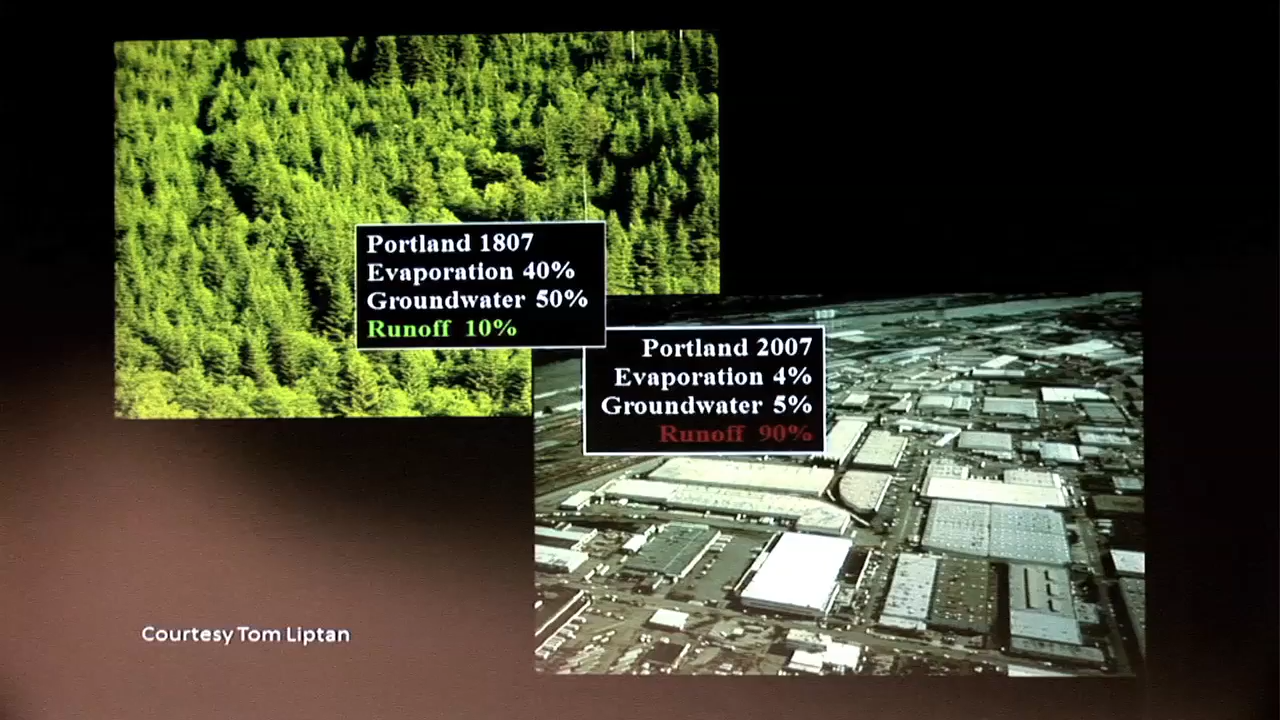 Portland 1807
Evaporation 40%
Groundwater 50%
Runoff 10%
Portland 2007
Evaporation 4%
Groundwater 5%
Runoff 90%
Courtesy Tom Liptan